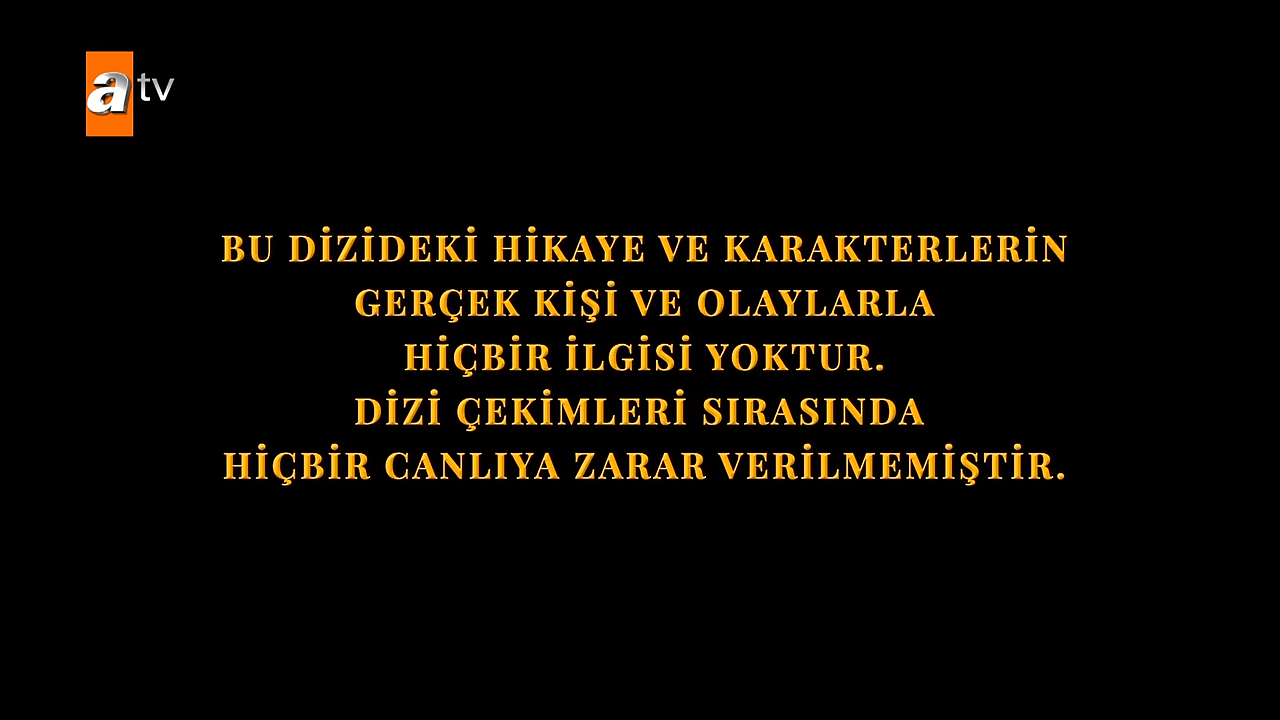 atv
BU DİZİDEKİ HİKAYE VE KARAKTERLERİN
GERÇEK KİŞİ VE OLAYLARLA
HİÇBİR İLGİSİ YOKTUR.
DİZİ ÇEKİMLERİ SIRASINDA
HİÇBİR CANLIYA ZARAR VERİLMEMİŞTİR.